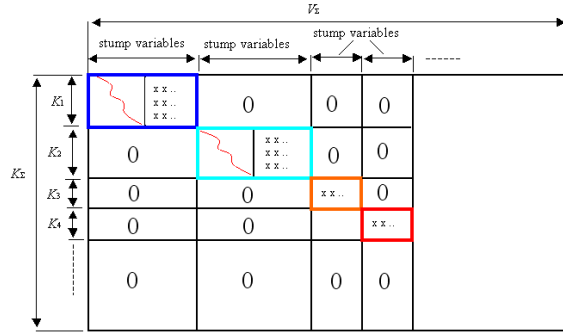 VΣ
stump variables
stump variables stump variables
K1 x x .. 0 0 0
x x ..
x x ..
K2 0 x x .. 0 0
x x ..
x x ..
KΣ
K3 0 0 x x .. 0
K4 0 0 x x ..
0 0 0 0